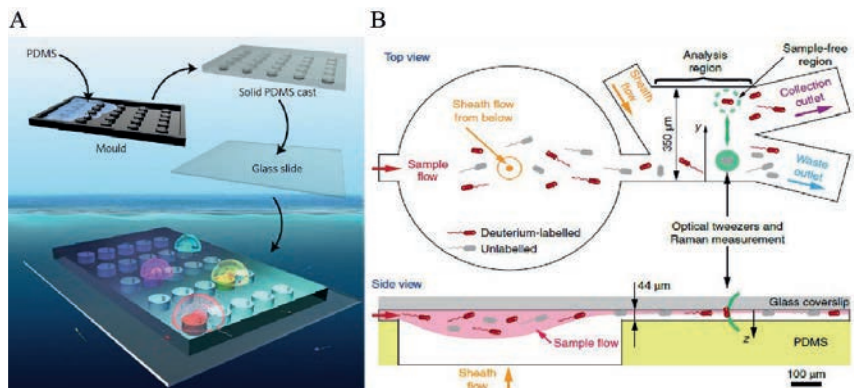 A
PDMS
Solid PDMS cast
Mould
Glass slide
B
Top view
Analysis
region
Sample-free
region
Sheath
flow
Collection
outlet
Sheath flow
from below
350 µm
y
Sample
flow
Waste
outlet
Deuterium-labelled
Unlabelled
Optical tweezers and
Raman measurement
Side view
44 µm
Glass coverslip
Sample flow
z
PDMS
Sheath
flow
100 µm